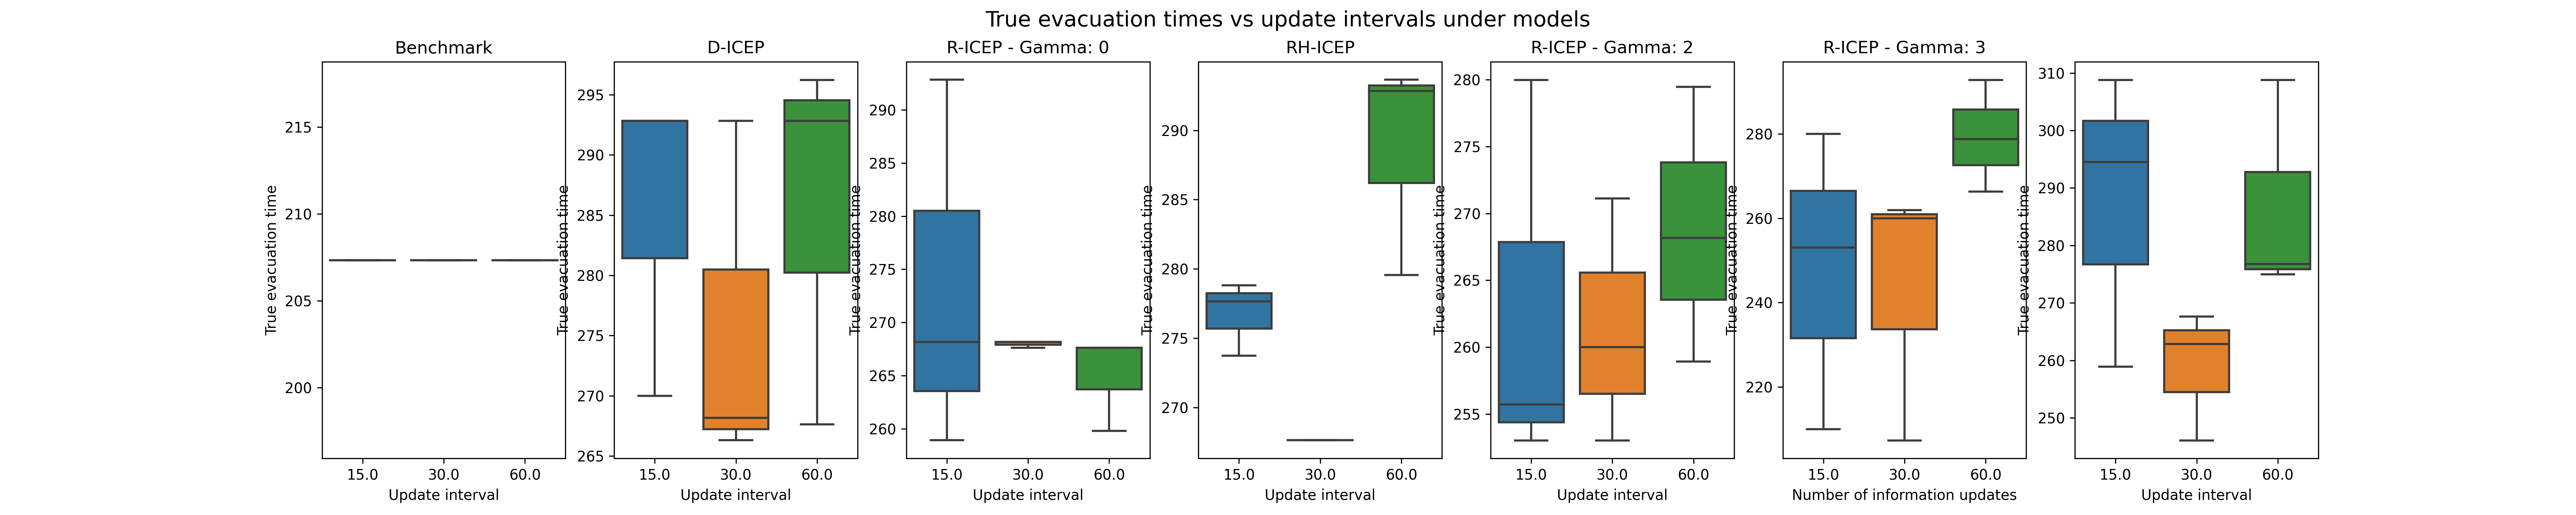 True evacuation times vs update intervals under models
Benchmark
True evacuation time
215
210
205
200
15.0 30.0 60.0
Update interval
D-ICEP
True evacuation time
295
290
285
280
275
270
265
15.0 30.0 60.0
Update interval
R-ICEP - Gamma: 0
True evacuation time
290
285
280
275
270
265
260
15.0 30.0 60.0
Update interval
RH-ICEP
True evacuation time
290
285
280
275
270
15.0 30.0 60.0
Update interval
R-ICEP - Gamma: 2
True evacuation time
280
275
270
265
260
255
15.0 30.0 60.0
Update interval
R-ICEP - Gamma: 3
True evacuation time
280
260
240
220
15.0 30.0 60.0
Number of information updates
True evacuation time
310
300
290
280
270
260
250
15.0 30.0 60.0
Update interval